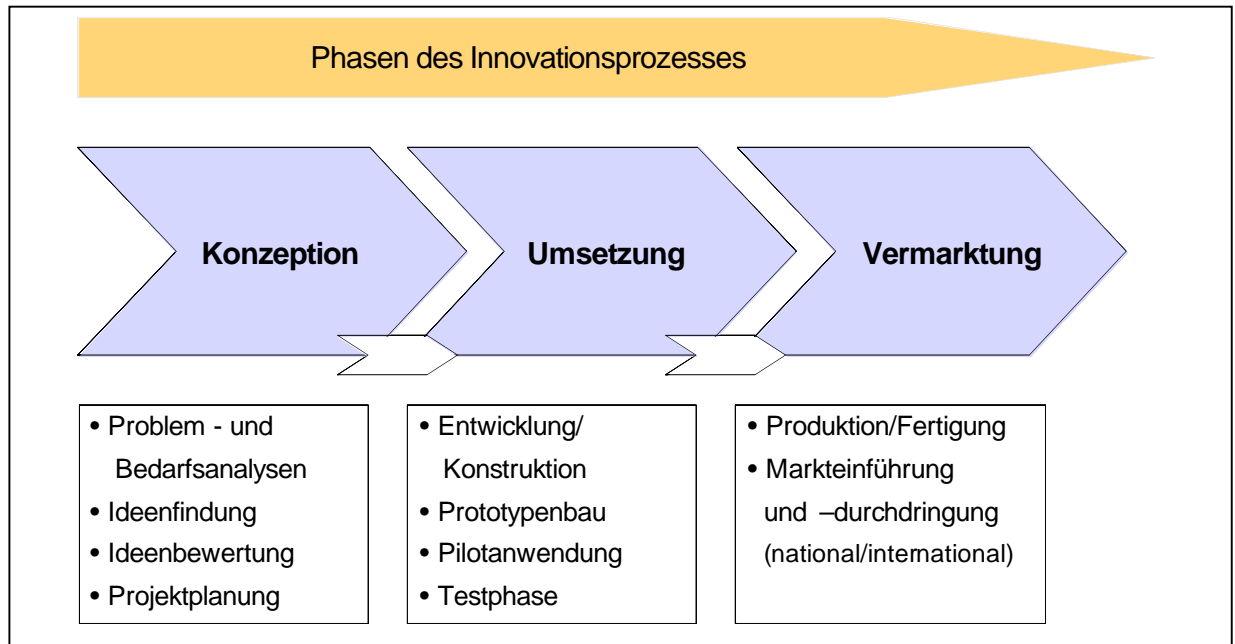 Phasen des Innovationsprozesses
Konzeption
Umsetzung
Vermarktung
• Problem - und
Bedarfsanalysen
• Ideenfindung
• Ideenbewertung
• Projektplanung
• Entwicklung/
Konstruktion
• Prototypenbau
• Pilotanwendung
• Testphase
• Produktion/Fertigung
• Markteinführung
und –durchdringung
(national/international)